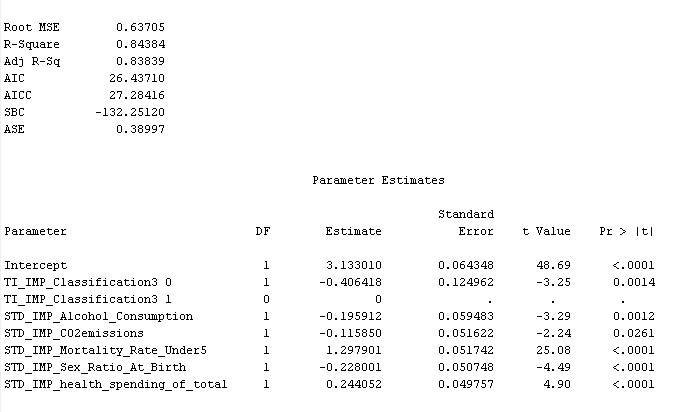 Root MSE 0.63705
R-Square 0.84384
Adj R-Sq 0.83839
AIC 26.43710
AICC 27.28416
SBC -132.25120
ASE 0.38997
Parameter Estimates
Standard
Parameter DF Estimate Error t Value Pr > |t|
Intercept 1 3.133010 0.064348 48.69 <.0001
TI_IMP_Classification3 0 1 -0.406418 0.124962 -3.25 0.0014
TI_IMP_Classification3 1 0 0 . . .
STD_IMP_Alcohol_Consumption 1 -0.195912 0.059483 -3.29 0.0012
STD_IMP_CO2emissions 1 -0.115850 0.051622 -2.24 0.0261
STD_IMP_Mortality_Rate_Under5 1 1.297901 0.051742 25.08 <.0001
STD_IMP_Sex_Ratio_At_Birth 1 -0.228001 0.050748 -4.49 <.0001
STD_IMP_health_spending_of_total 1 0.244052 0.049757 4.90 <.0001